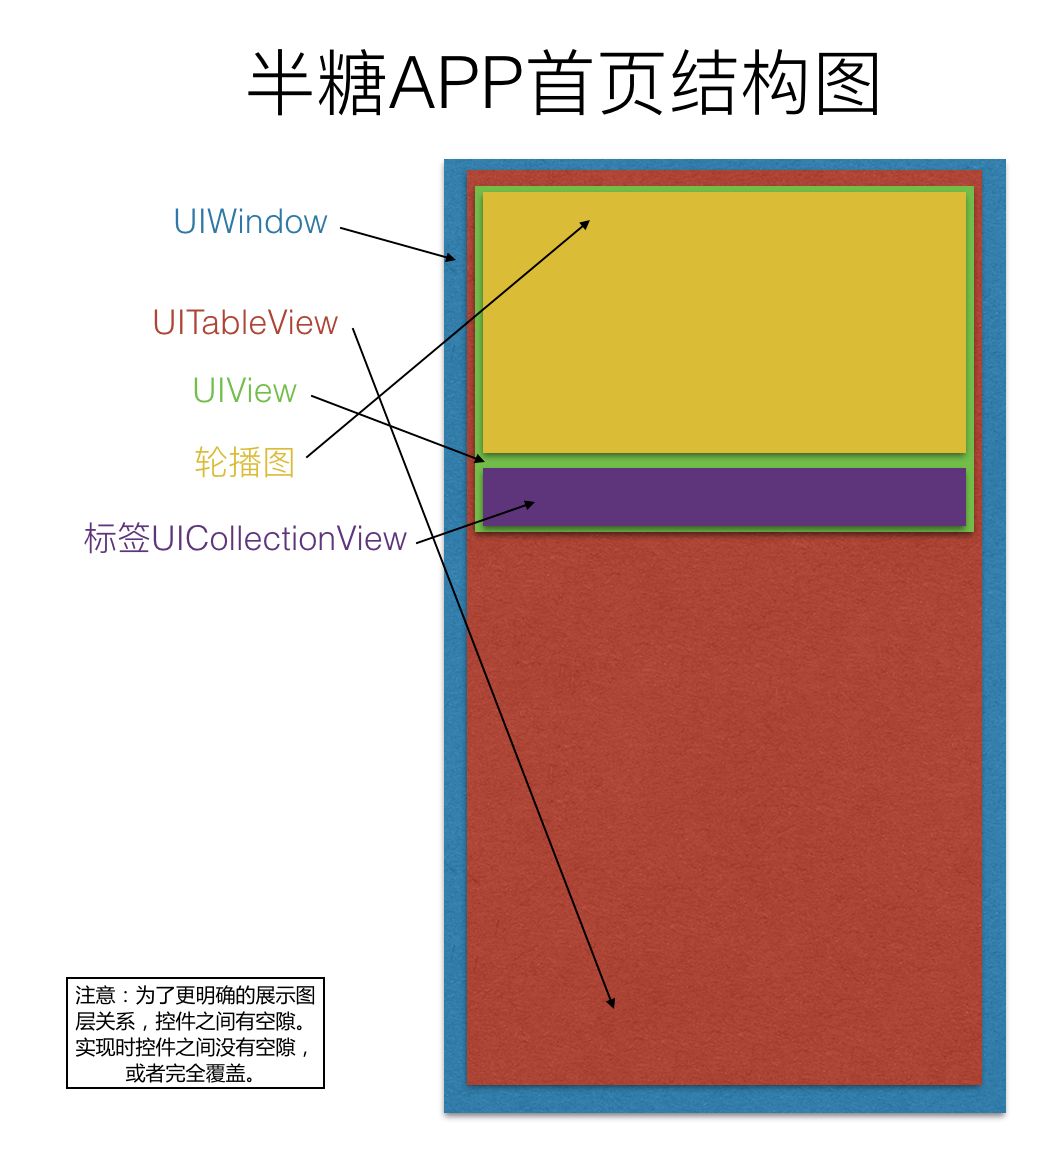 半糖APP首页结构图
UIWindow
UITableView
UIView
轮播图
标签UICollectionView
注意：为了更明确的展示图
层关系，控件之间有空隙。
实现时控件之间没有空隙，
或者完全覆盖。